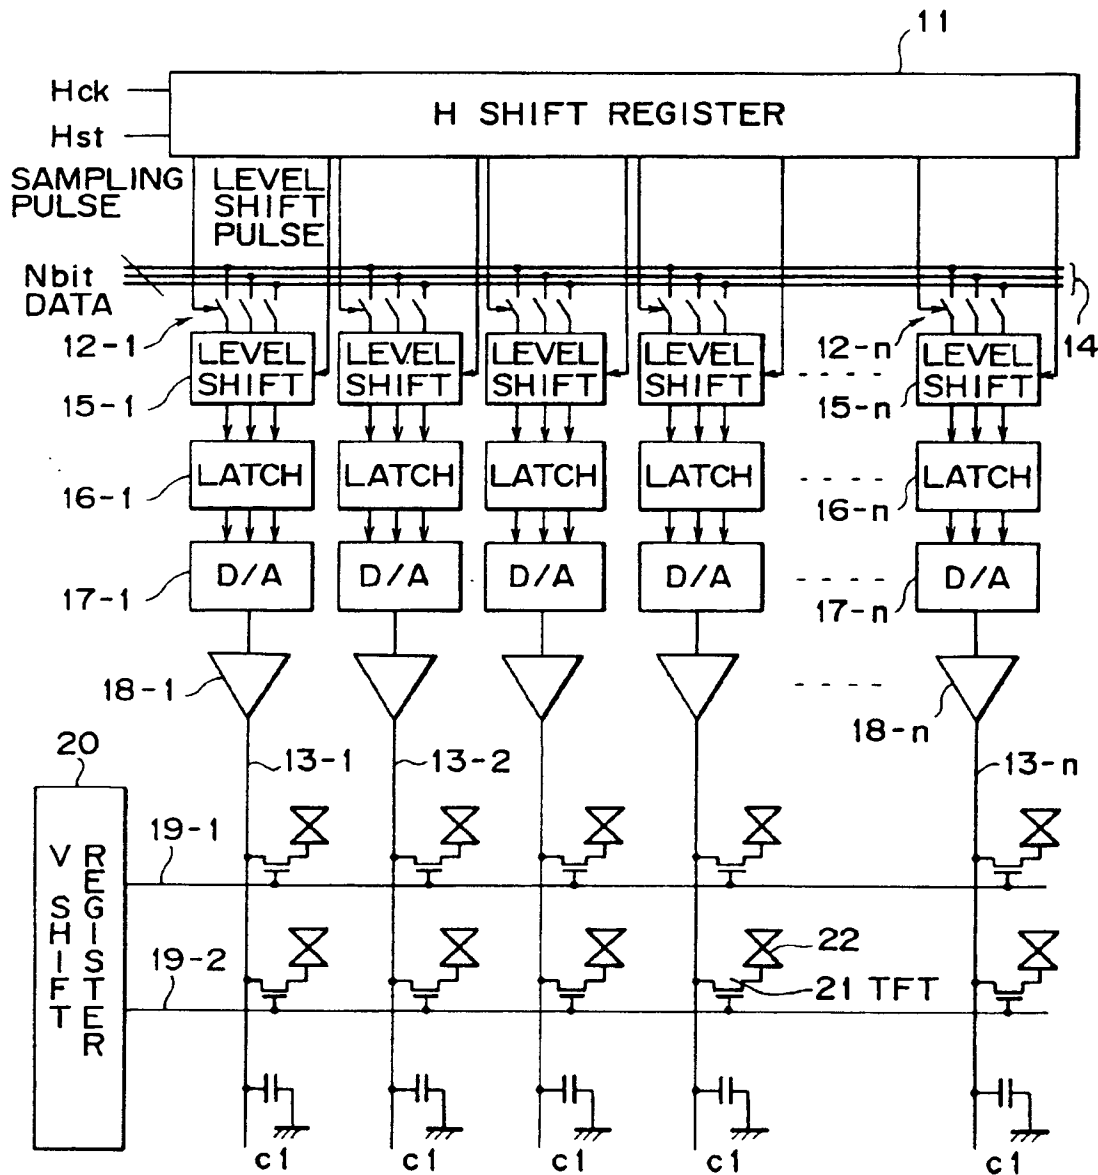 11
Hck
H SHIFT REGISTER
Hst
SAMPLING PULSE
LEVEL SHIFT PULSE
Nbit DATA
14
12-1
12-n
LEVEL SHIFT LEVEL SHIFT LEVEL SHIFT LEVEL SHIFT LEVEL SHIFT
15-1
15-n
LATCH LATCH LATCH LATCH LATCH
16-1
16-n
D/A D/A D/A D/A D/A
17-1
17-n
18-1
18-n
20
13-1
13-2
13-n
V SHIFT REGISTER
19-1
19-2
22
21 TFT
c1 c1 c1 c1 c1